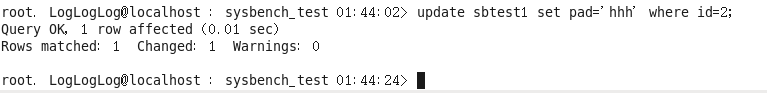 root. LogLogLog@localhost : sysbench_test 01:44:02> update sbtest1 set pad='hhh' where id=2;
Query OK, 1 row affected (0.01 sec)
Rows matched: 1  Changed: 1  Warnings: 0
root. LogLogLog@localhost : sysbench_test 01:44:24>